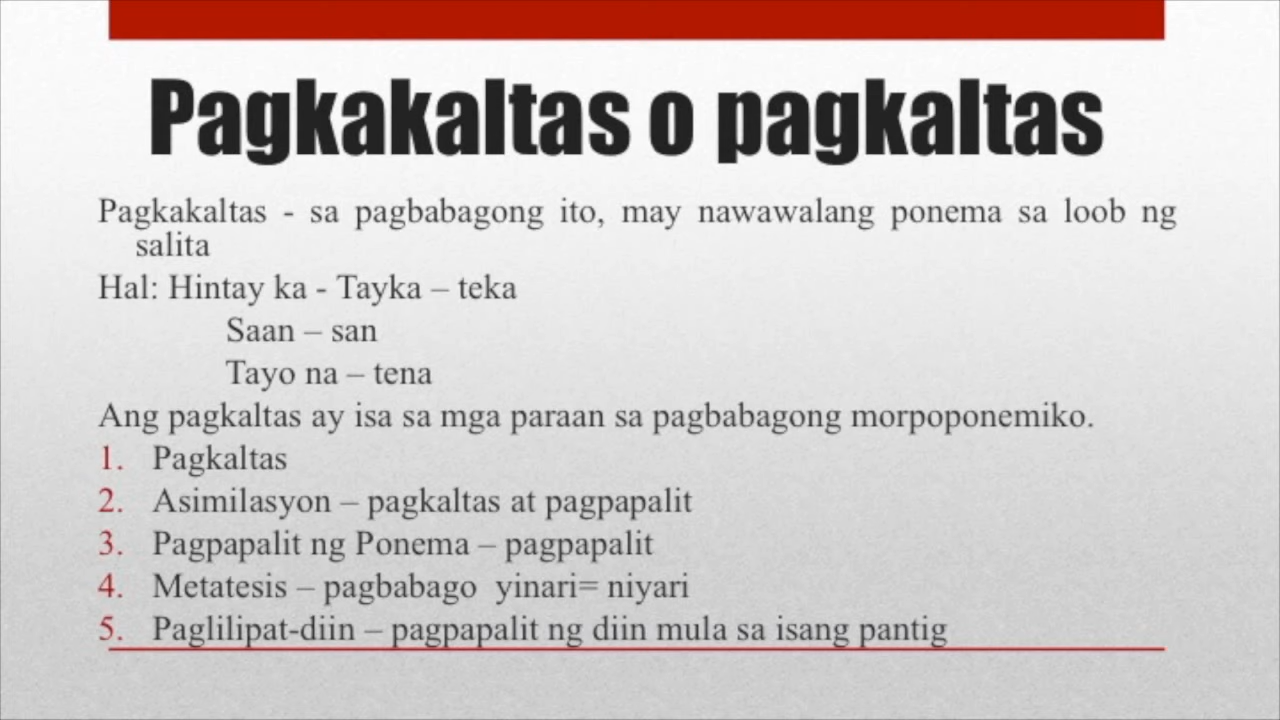 Pagkakaltas o pagkaltas
Pagkakaltas - sa pagbabagong ito, may nawawalang ponema sa loob ng
salita
Hal: Hintay ka - Tayka – teka
Saan – san
Tayo na – tena
Ang pagkaltas ay isa sa mga paraan sa pagbabagong morpoponemiko.
1. Pagkaltas
2. Asimilasyon – pagkaltas at pagpapalit
3. Pagpapalit ng Ponema – pagpapalit
4. Metatesis – pagbabago yinari= niyari
5. Paglilipat-diin – pagpapalit ng diin mula sa isang pantig